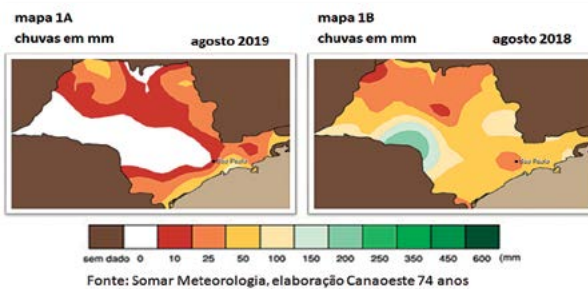 mapa 1A
chuvas em mm agosto 2019
mapa 1B
chuvas em mm agosto 2018
São Paulo
São Paulo
sem dado 0 10 25 50 100 150 200 250 350 450 600 (mm
Fonte: Somar Meteorologia, elaboração Canaoeste 74 anos